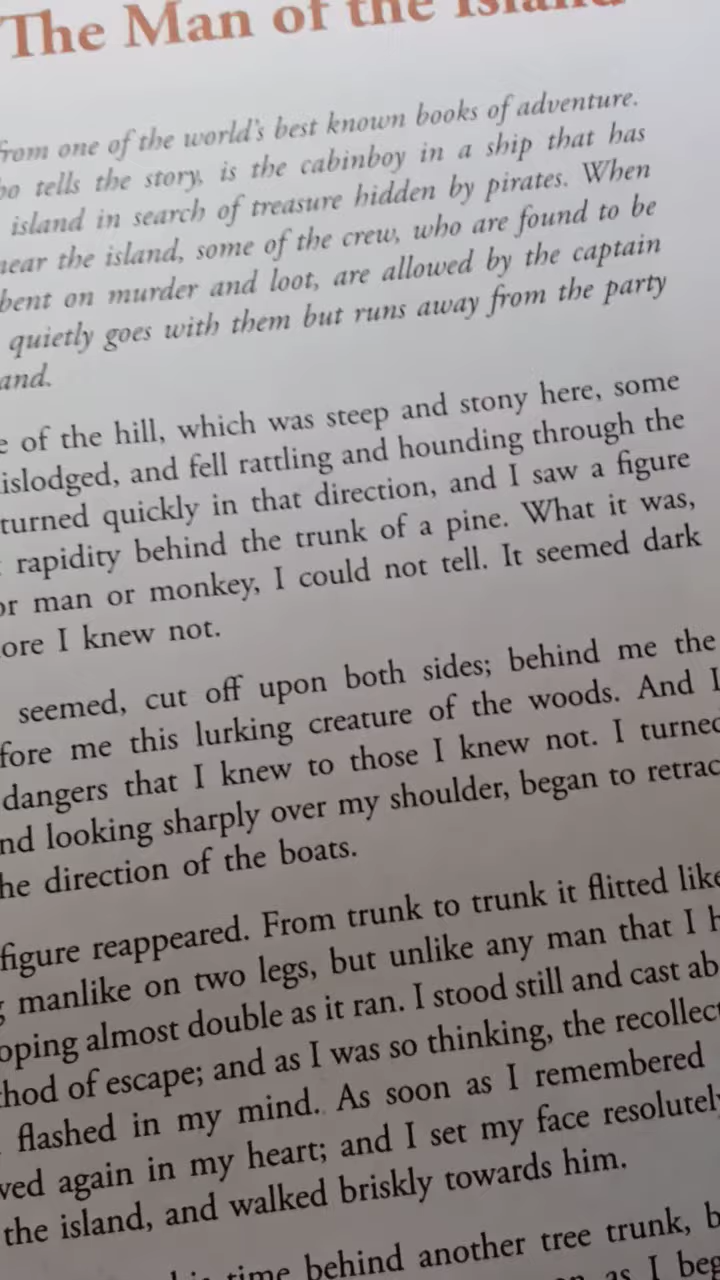 The Man of the Island
from one of the world's best known books of adventure.
tells the story, is the cabinboy in a ship that has
island in search of treasure hidden by pirates. When
near the island, some of the crew, who are found to be
bent on murder and loot, are allowed by the captain
quietly goes with them but runs away from the party
and.
of the hill, which was steep and stony here, some
islodged, and fell rattling and hounding through the
turned quickly in that direction, and I saw a figure
rapidity behind the trunk of a pine. What it was,
or man or monkey, I could not tell. It seemed dark
ore I knew not.
seemed, cut off upon both sides; behind me the
fore me this lurking creature of the woods. And I
dangers that I knew to those I knew not. I turned
nd looking sharply over my shoulder, began to retrac
he direction of the boats.
figure reappeared. From trunk to trunk it flitted like
manlike on two legs, but unlike any man that I h
oping almost double as it ran. I stood still and cast ab
hod of escape; and as I was so thinking, the recollect
flashed in my mind. As soon as I remembered
ved again in my heart; and I set my face resolutely
the island, and walked briskly towards him.
time behind another tree trunk, b
as I beg